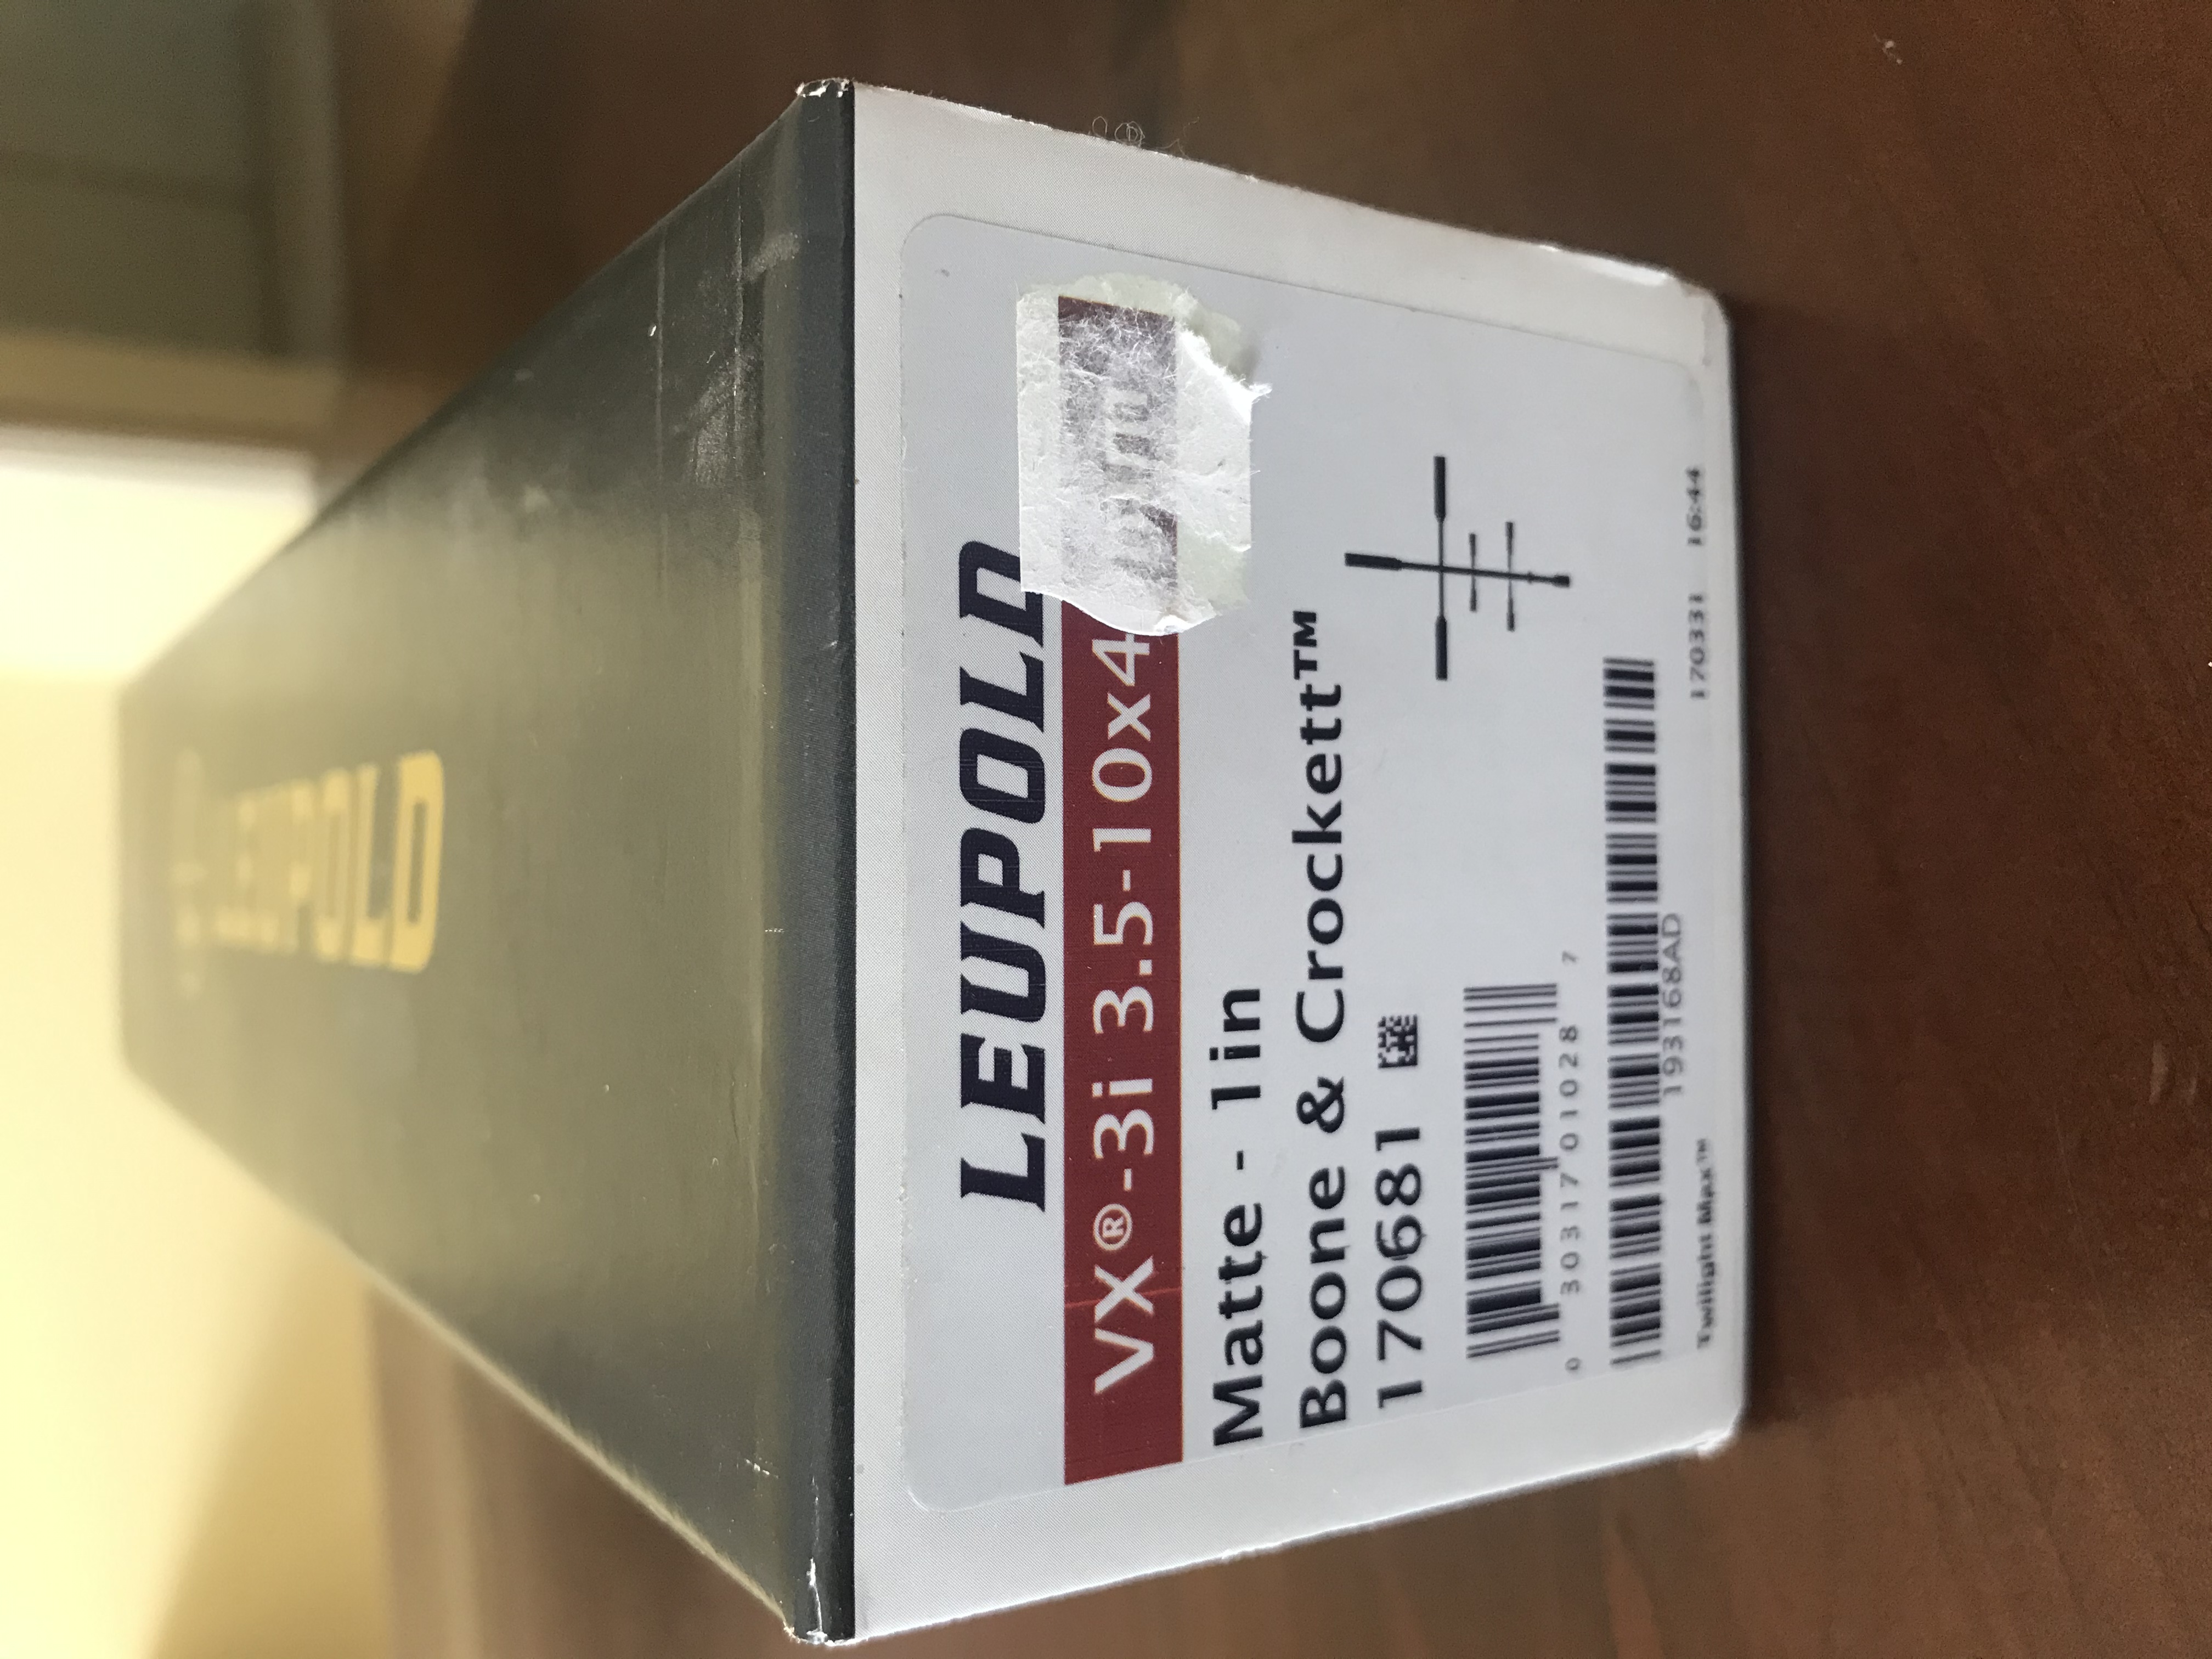 LEUPOLD
LEUPOLD
VX®-3i 3.5-10x4
Matte - 1in
Boone & Crockett™
170681
0 30317 01028 7
193168AD
Twilight Max™ 170331 16:44